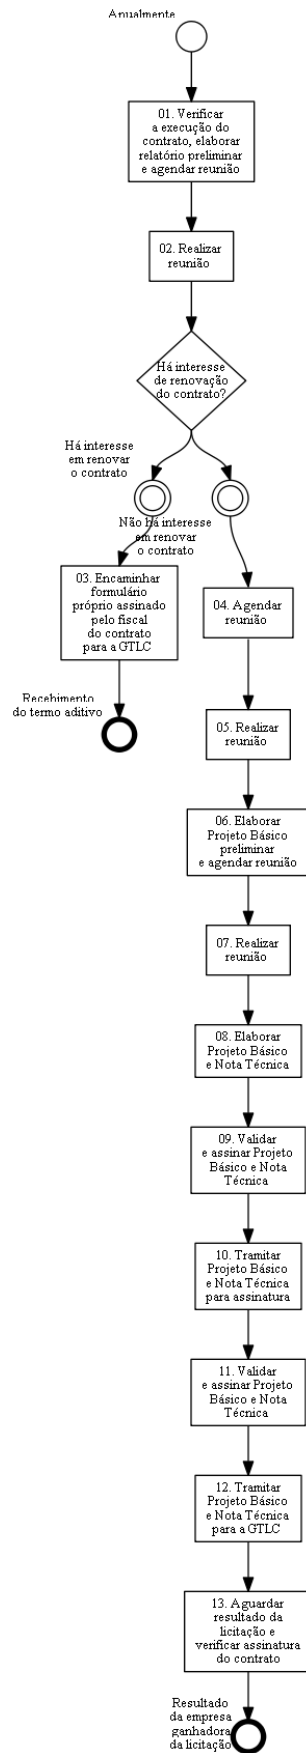 Anualmente
01. Verificar
a execução do
contrato, elaborar
relatório preliminar
e agendar reunião
02. Realizar
reunião
Há interesse
de renovação
do contrato?
Há interesse
em renovar
o contrato
Não há interesse
em renovar
o contrato
03. Encaminhar
formulário
próprio assinado
pelo fiscal
do contrato
para a GTLC
04. Agendar
reunião
Recebimento
do termo aditivo
05. Realizar
reunião
06. Elaborar
Projeto Básico
preliminar
e agendar reunião
07. Realizar
reunião
08. Elaborar
Projeto Básico
e Nota Técnica
09. Validar
e assinar Projeto
Básico e Nota
Técnica
10. Tramitar
Projeto Básico
e Nota Técnica
para assinatura
11. Validar
e assinar Projeto
Básico e Nota
Técnica
12. Tramitar
Projeto Básico
e Nota Técnica
para a GTLC
13. Aguardar
resultado da
licitação e
verificar assinatura
do contrato
Resultado
da empresa
ganhadora
da licitação